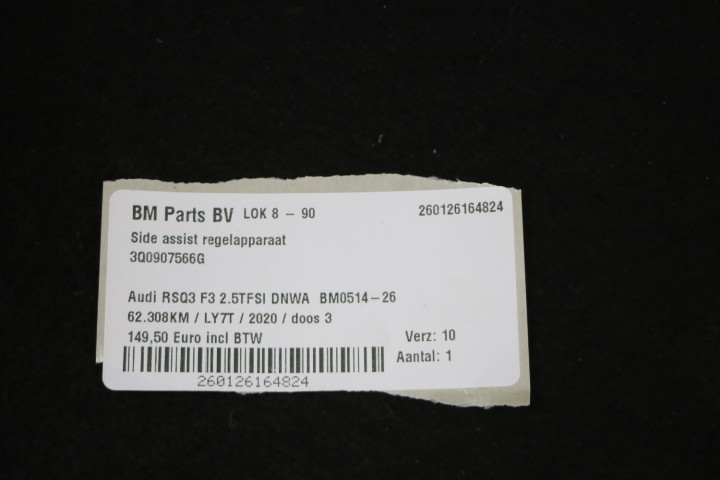 BM Parts BV LOK 8 - 90 260126164824
Side assist regelapparaat
3Q0907566G
Audi RSQ3 F3 2.5TFSI DNWA BM0514-26
62.308KM / LY7T / 2020 / doos 3
149,50 Euro incl BTW Verz: 10
Aantal: 1
260126164824